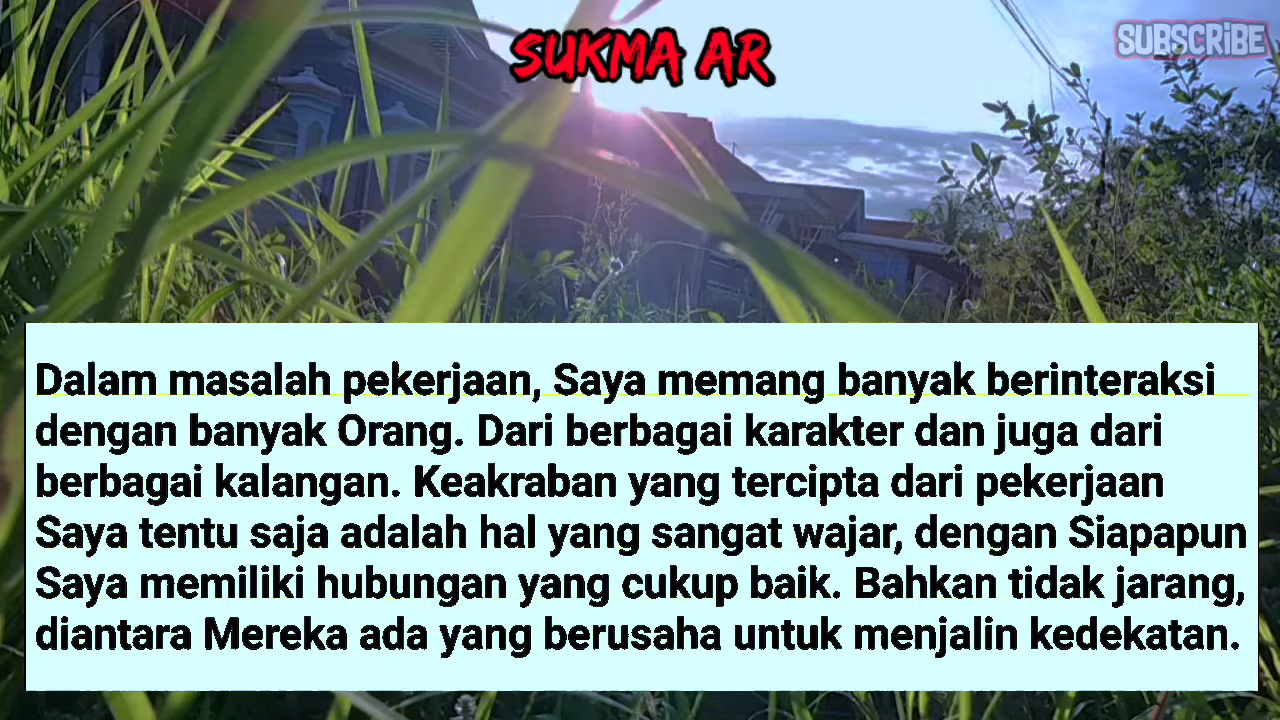 SUKMA AR
SUBSCRiBE
Dalam masalah pekerjaan, Saya memang banyak berinteraksi
dengan banyak Orang. Dari berbagai karakter dan juga dari
berbagai kalangan. Keakraban yang tercipta dari pekerjaan
Saya tentu saja adalah hal yang sangat wajar, dengan Siapapun
Saya memiliki hubungan yang cukup baik. Bahkan tidak jarang,
diantara Mereka ada yang berusaha untuk menjalin kedekatan.